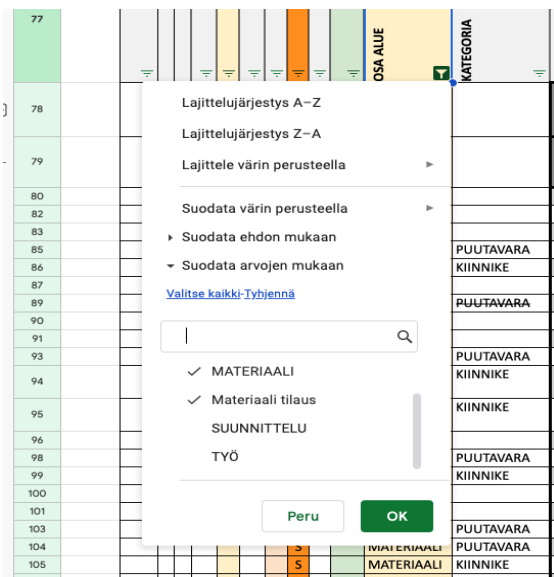 77
OSA ALUE
KATEGORIA
Lajittelujärjestys A–Z
78
Lajittelujärjestys Z–A
Lajittele värin perusteella
79
80
Suodata värin perusteella
82
83
Suodata ehdon mukaan
85
PUUTAVARA
Suodata arvojen mukaan
86
KIINNIKE
87
Valitse kaikki-Tyhjennä
89
PUUTAVARA
90
91
93
PUUTAVARA
MATERIAALI
94
KIINNIKE
Materiaali tilaus
95
KIINNIKE
SUUNNITTELU
96
TYÖ
98
PUUTAVARA
99
KIINNIKE
100
101
Peru
OK
103
PUUTAVARA
104
S
MATERIAALI
PUUTAVARA
105
S
MATERIAALI
KIINNIKE